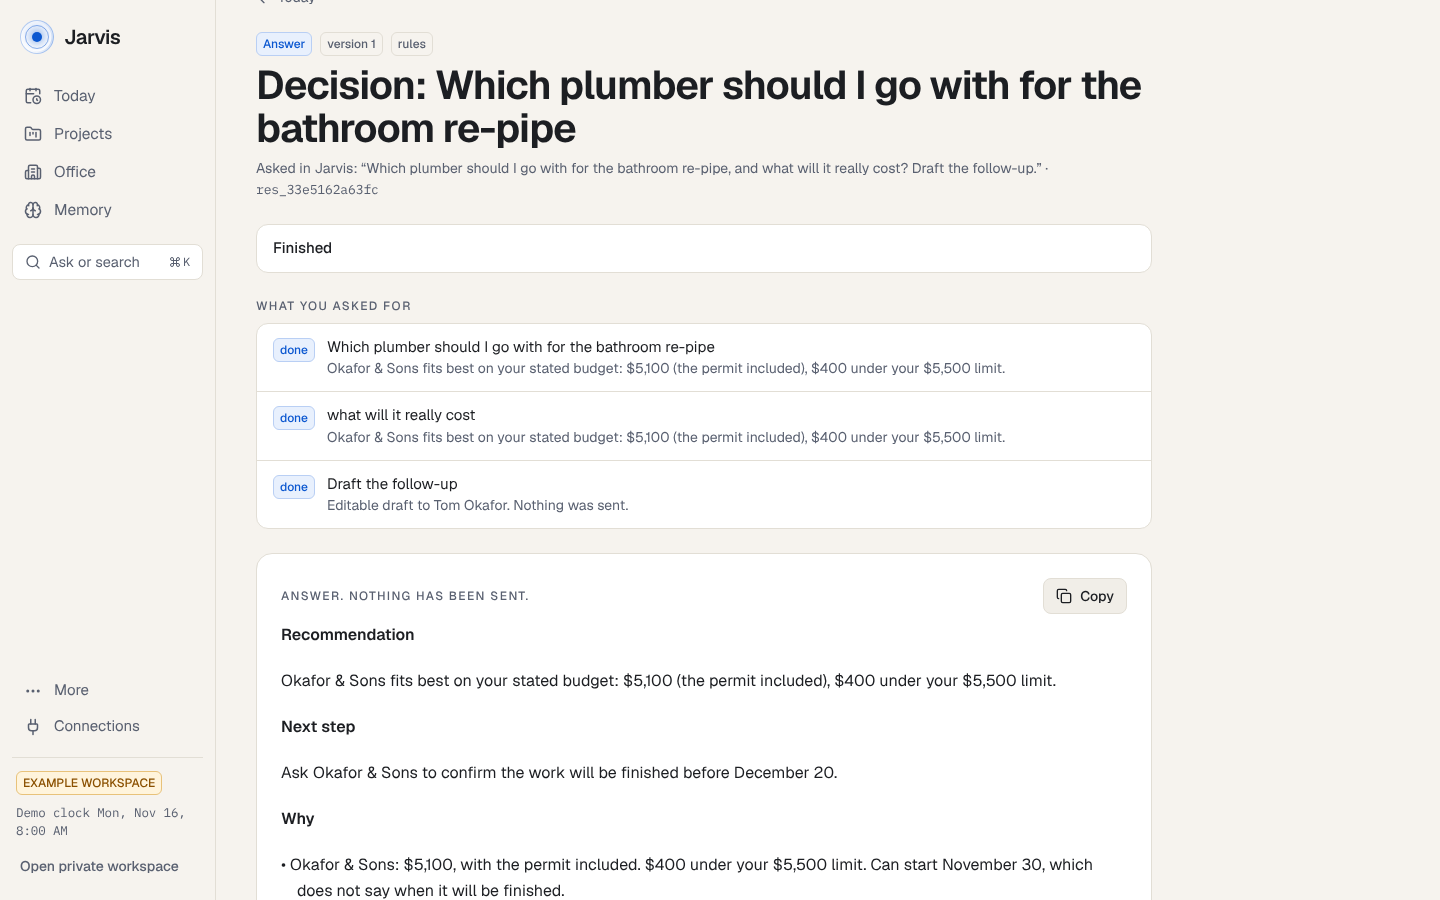 Jarvis
Today
Projects
Office
Memory
Ask or search ⌘ K
More
Connections
EXAMPLE WORKSPACE
Demo clock Mon, Nov 16,
8:00 AM
Open private workspace
Today
Answer version 1 rules
Decision: Which plumber should I go with for the
bathroom re-pipe
Asked in Jarvis: “Which plumber should I go with for the bathroom re-pipe, and what will it really cost? Draft the follow-up.” ·
res_33e5162a63fc
Finished
WHAT YOU ASKED FOR
done Which plumber should I go with for the bathroom re-pipe
Okafor & Sons fits best on your stated budget: $5,100 (the permit included), $400 under your $5,500 limit.
done what will it really cost
Okafor & Sons fits best on your stated budget: $5,100 (the permit included), $400 under your $5,500 limit.
done Draft the follow-up
Editable draft to Tom Okafor. Nothing was sent.
ANSWER. NOTHING HAS BEEN SENT.
Copy
Recommendation
Okafor & Sons fits best on your stated budget: $5,100 (the permit included), $400 under your $5,500 limit.
Next step
Ask Okafor & Sons to confirm the work will be finished before December 20.
Why
• Okafor & Sons: $5,100, with the permit included. $400 under your $5,500 limit. Can start November 30, which
does not say when it will be finished.